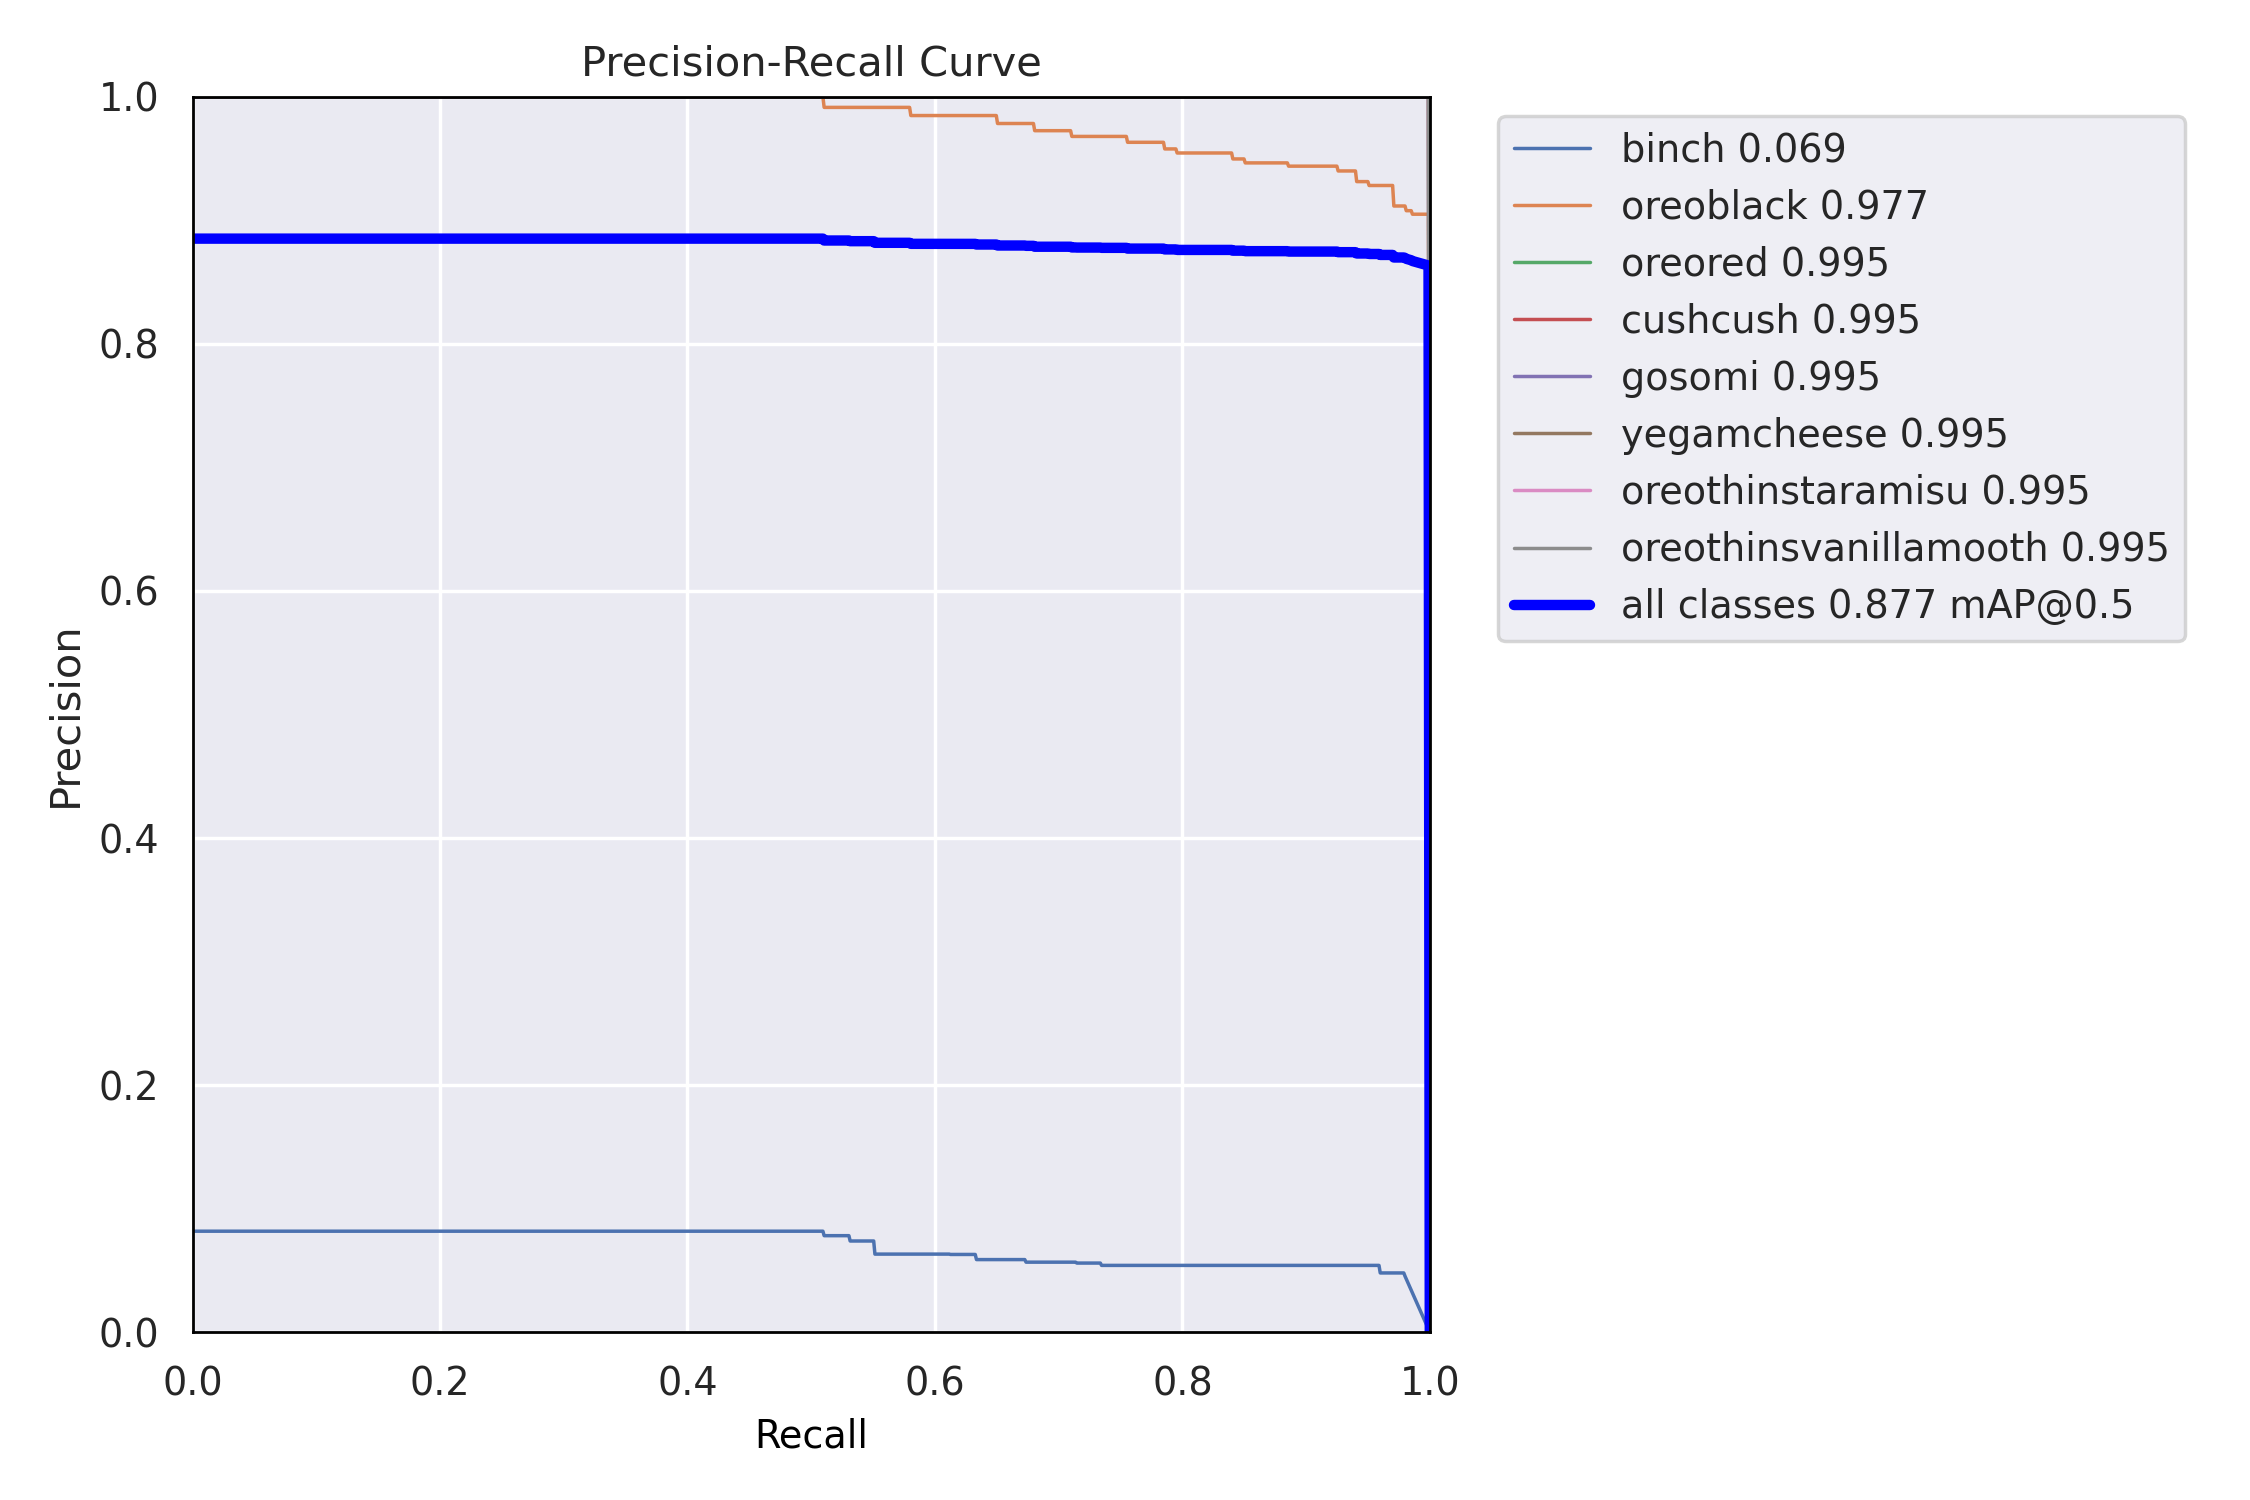 Precision-Recall Curve
1.0
0.8
0.6
0.4
0.2
0.0
Precision
0.0 0.2 0.4 0.6 0.8 1.0
Recall
binch 0.069
oreoblack 0.977
oreored 0.995
cushcush 0.995
gosomi 0.995
yegamcheese 0.995
oreothinstaramisu 0.995
oreothinsvanillamooth 0.995
all classes 0.877 mAP@0.5